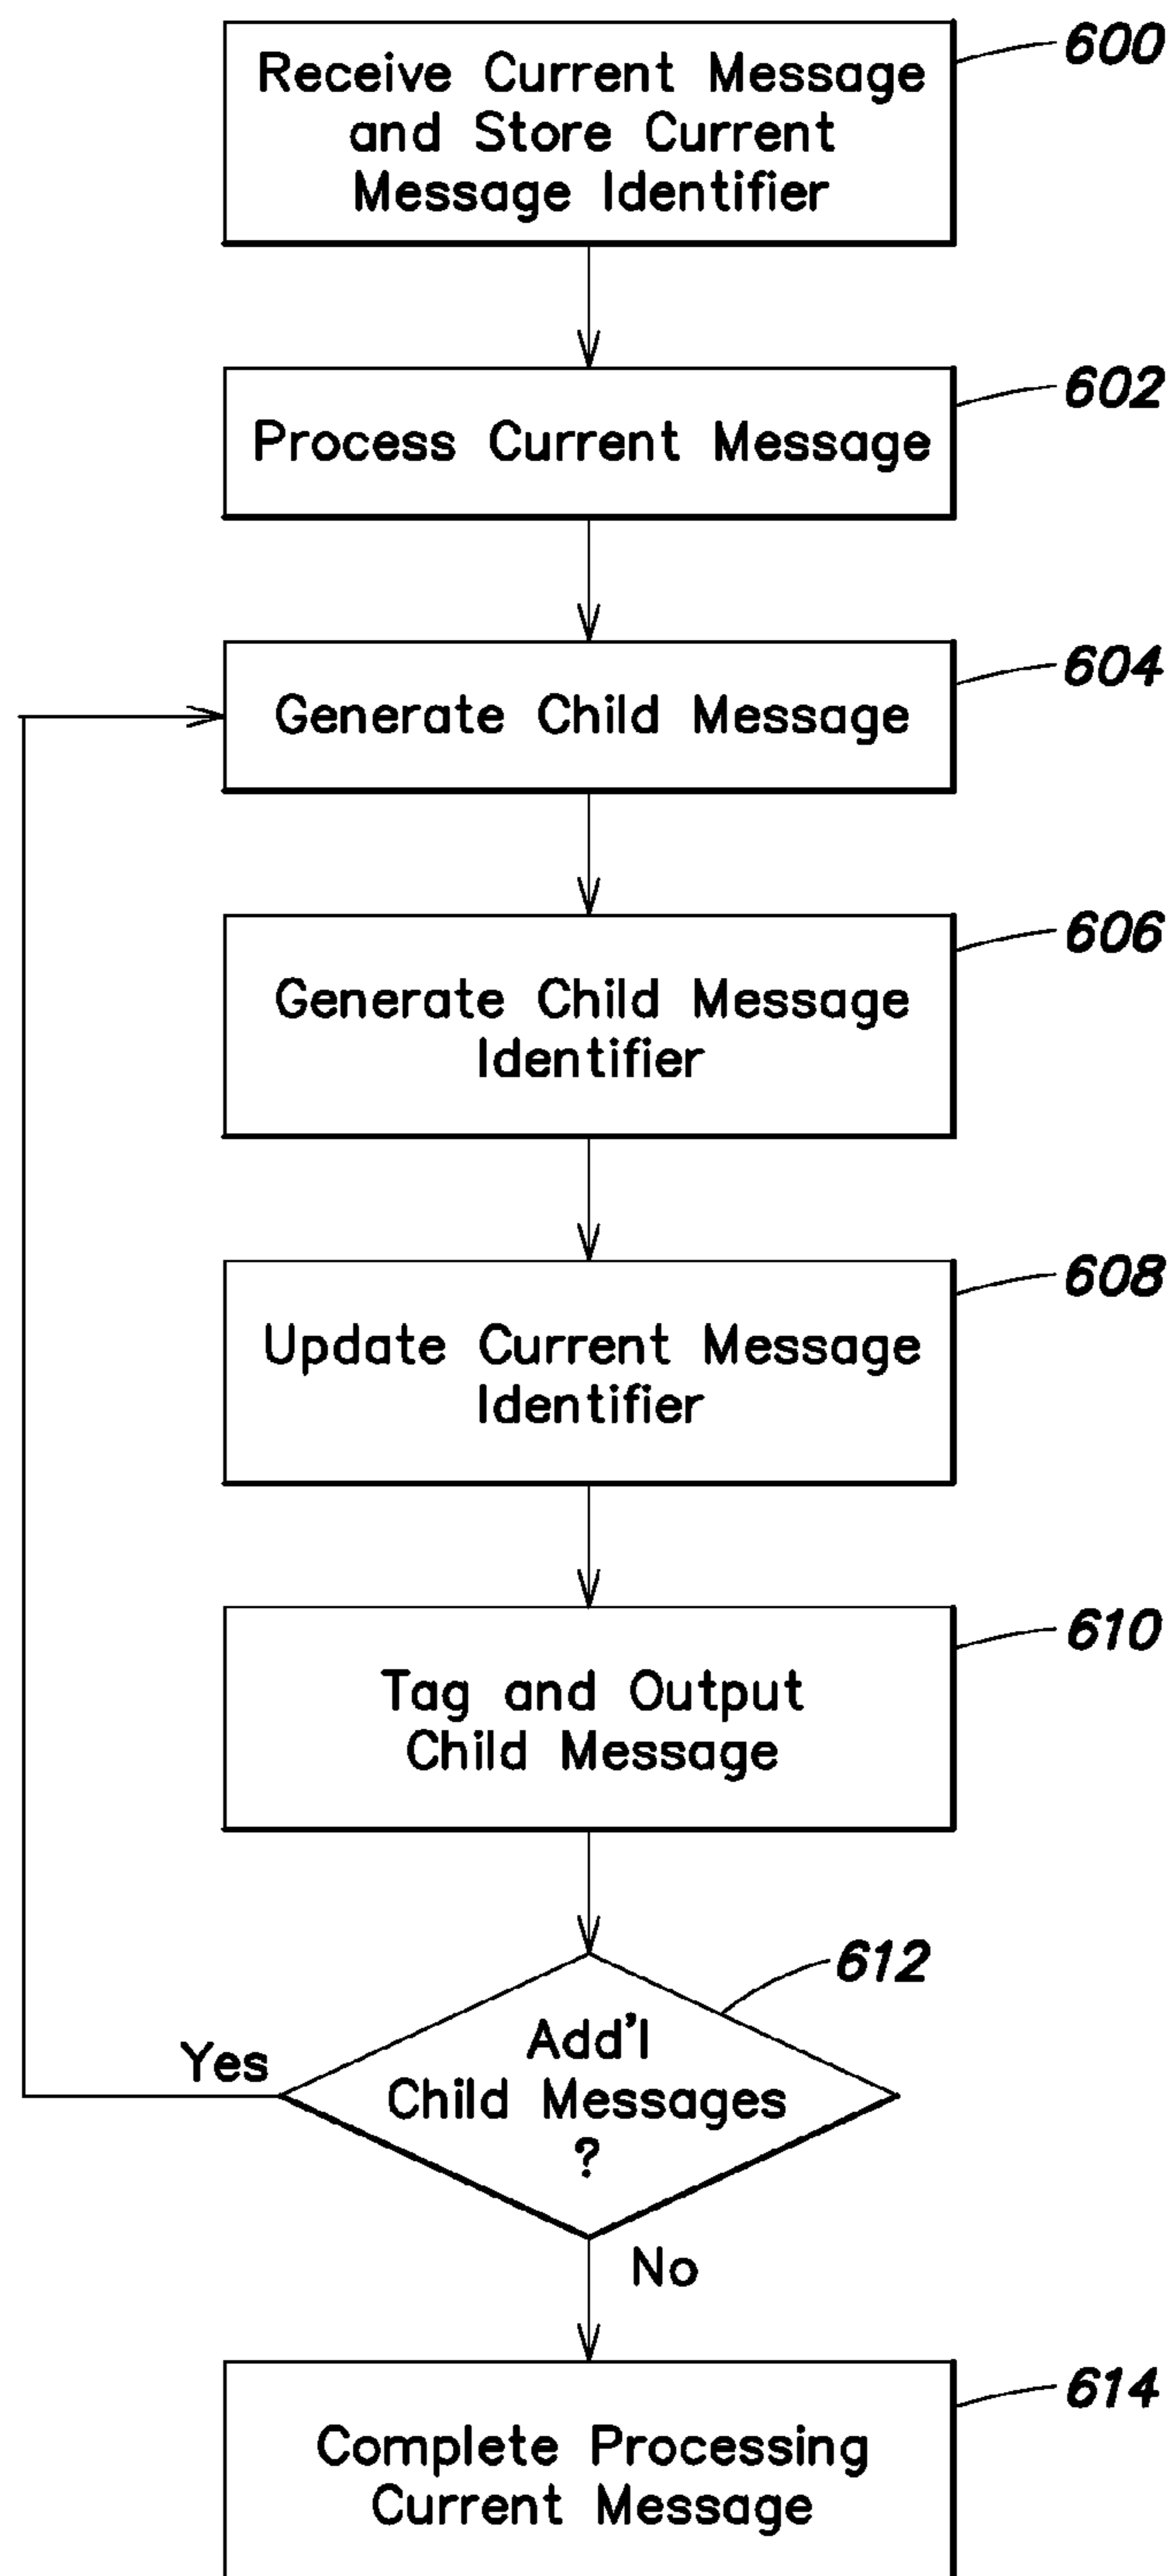 Receive Current Message
and Store Current
Message Identifier
600
Process Current Message
602
Generate Child Message
604
Generate Child Message
Identifier
606
Update Current Message
Identifier
608
Tag and Output
Child Message
610
612
Add'l
Child Messages
?
Yes
No
Complete Processing
Current Message
614